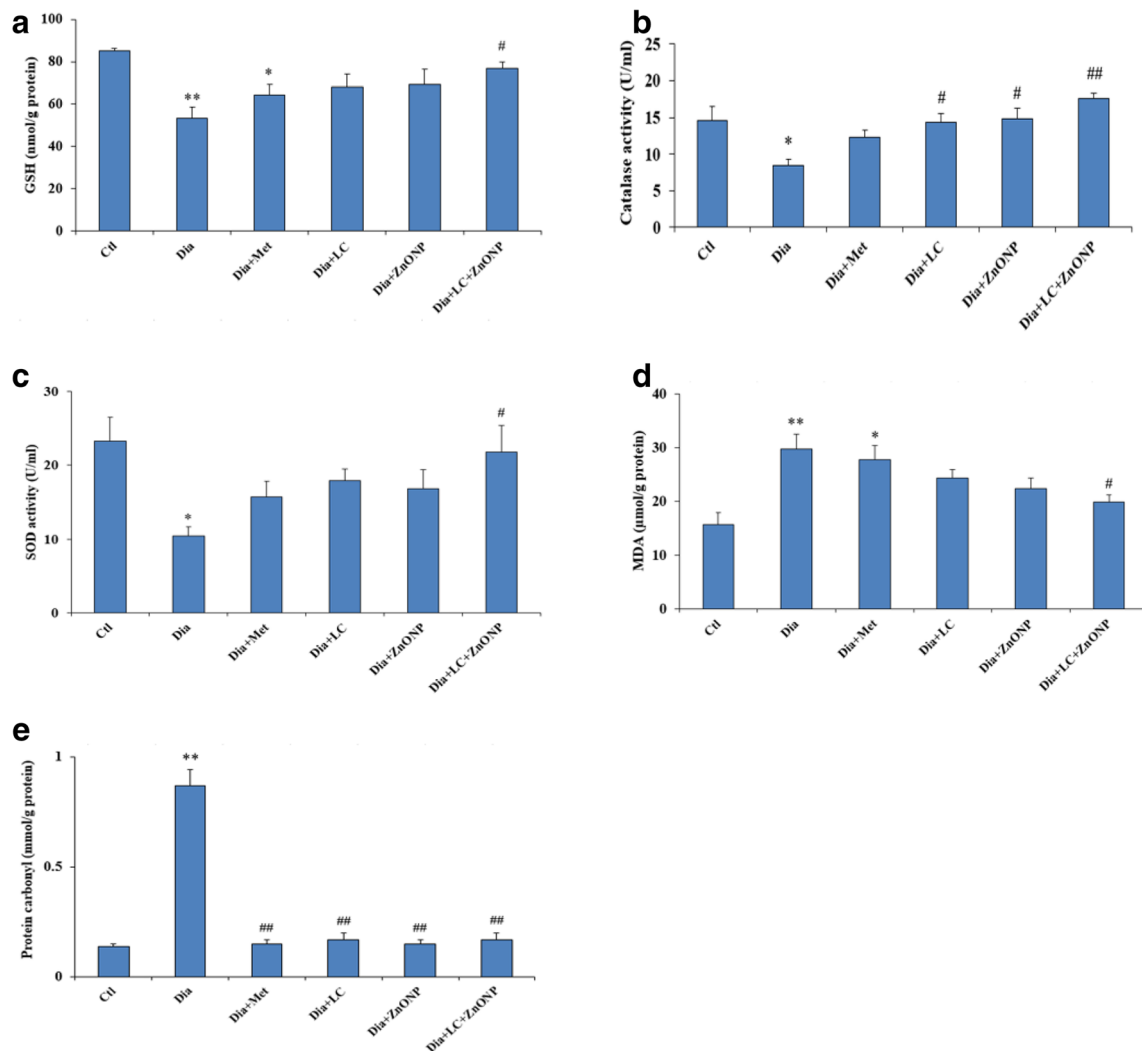 a
GSH (nmol/g protein)
100
80
60
40
20
0
**
*
#
Ctl
Dia
Dia+Met
Dia+LC
Dia+ZnONP
Dia+LC+ZnONP
b
Catalase activity (U/ml)
25
20
15
10
5
0
*
#
#
##
Ctl
Dia
Dia+Met
Dia+LC
Dia+ZnONP
Dia+LC+ZnONP
c
SOD activity (U/ml)
30
20
10
0
*
#
Ctl
Dia
Dia+Met
Dia+LC
Dia+ZnONP
Dia+LC+ZnONP
d
MDA (µmol/g protein)
40
30
20
10
0
**
*
#
Ctl
Dia
Dia+Met
Dia+LC
Dia+ZnONP
Dia+LC+ZnONP
e
Protein carbonyl (mmol/g protein)
1
0.5
0
**
##
##
##
##
Ctl
Dia
Dia+Met
Dia+LC
Dia+ZnONP
Dia+LC+ZnONP